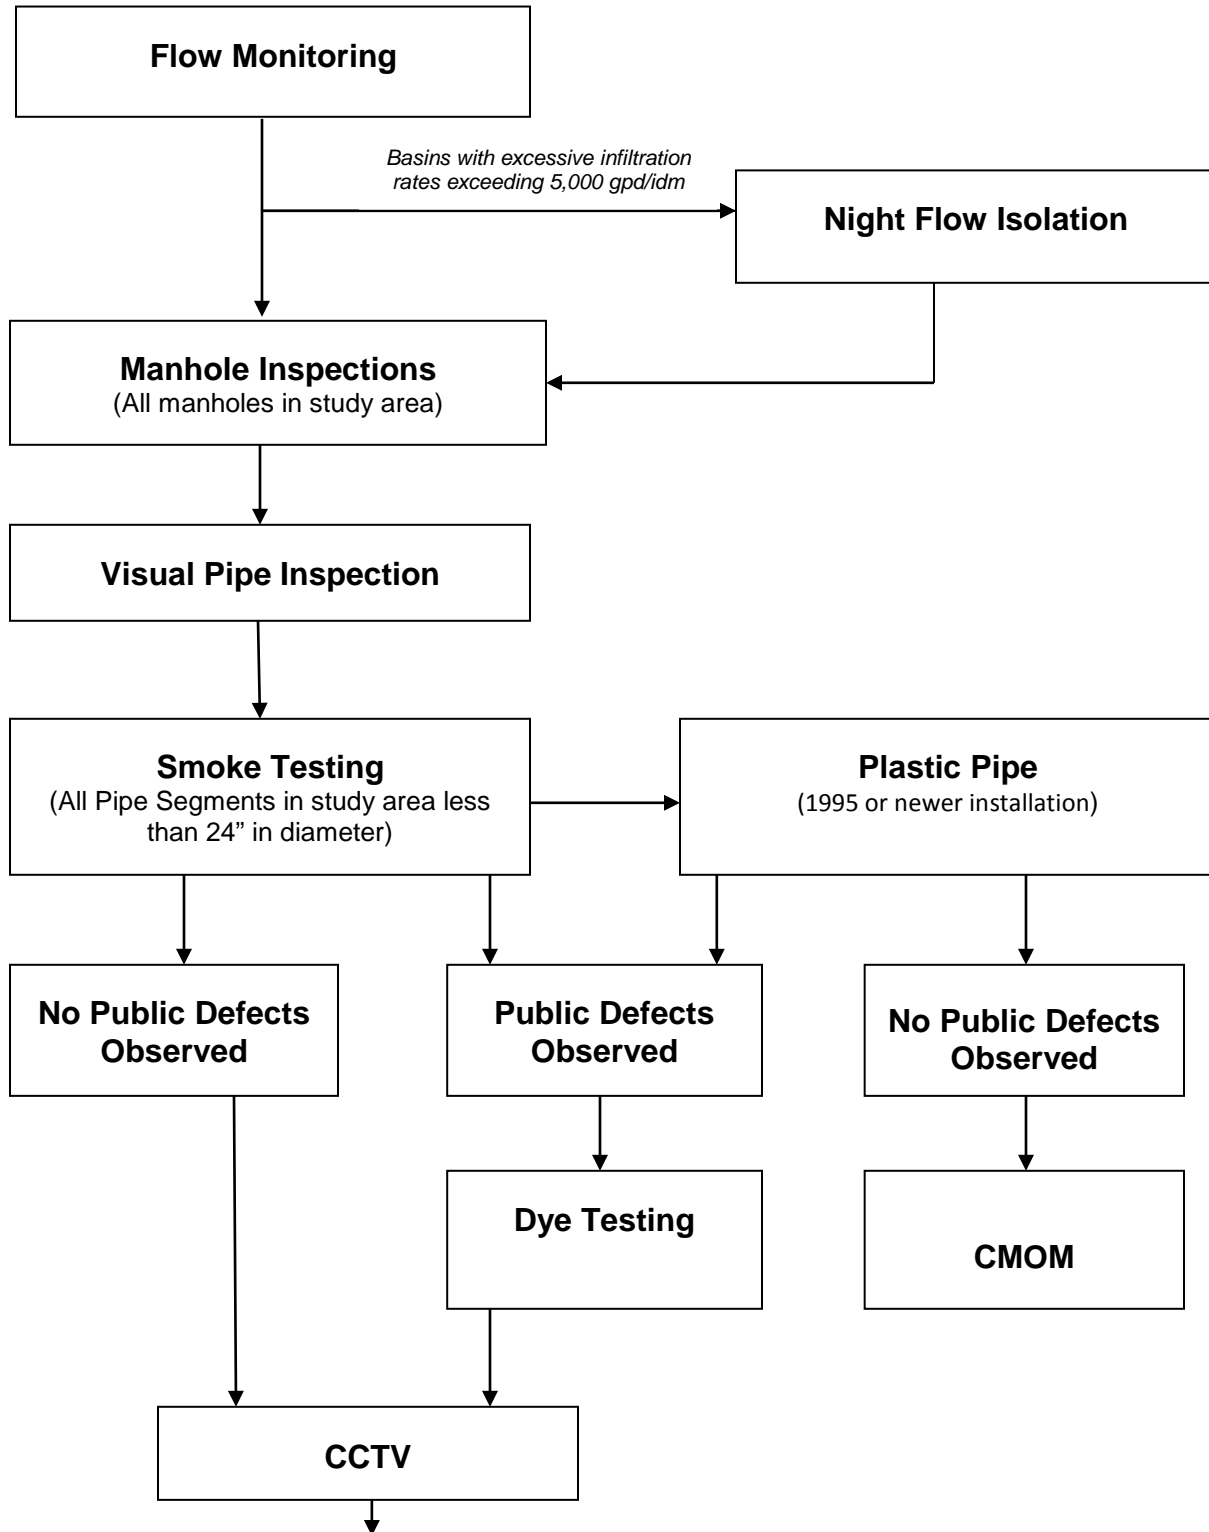 Flow Monitoring
Basins with excessive infiltration
rates exceeding 5,000 gpd/idm
Night Flow Isolation
Manhole Inspections
(All manholes in study area)
Visual Pipe Inspection
Smoke Testing
(All Pipe Segments in study area less
than 24” in diameter)
Plastic Pipe
(1995 or newer installation)
No Public Defects
Observed
Public Defects
Observed
No Public Defects
Observed
Dye Testing
CMOM
CCTV